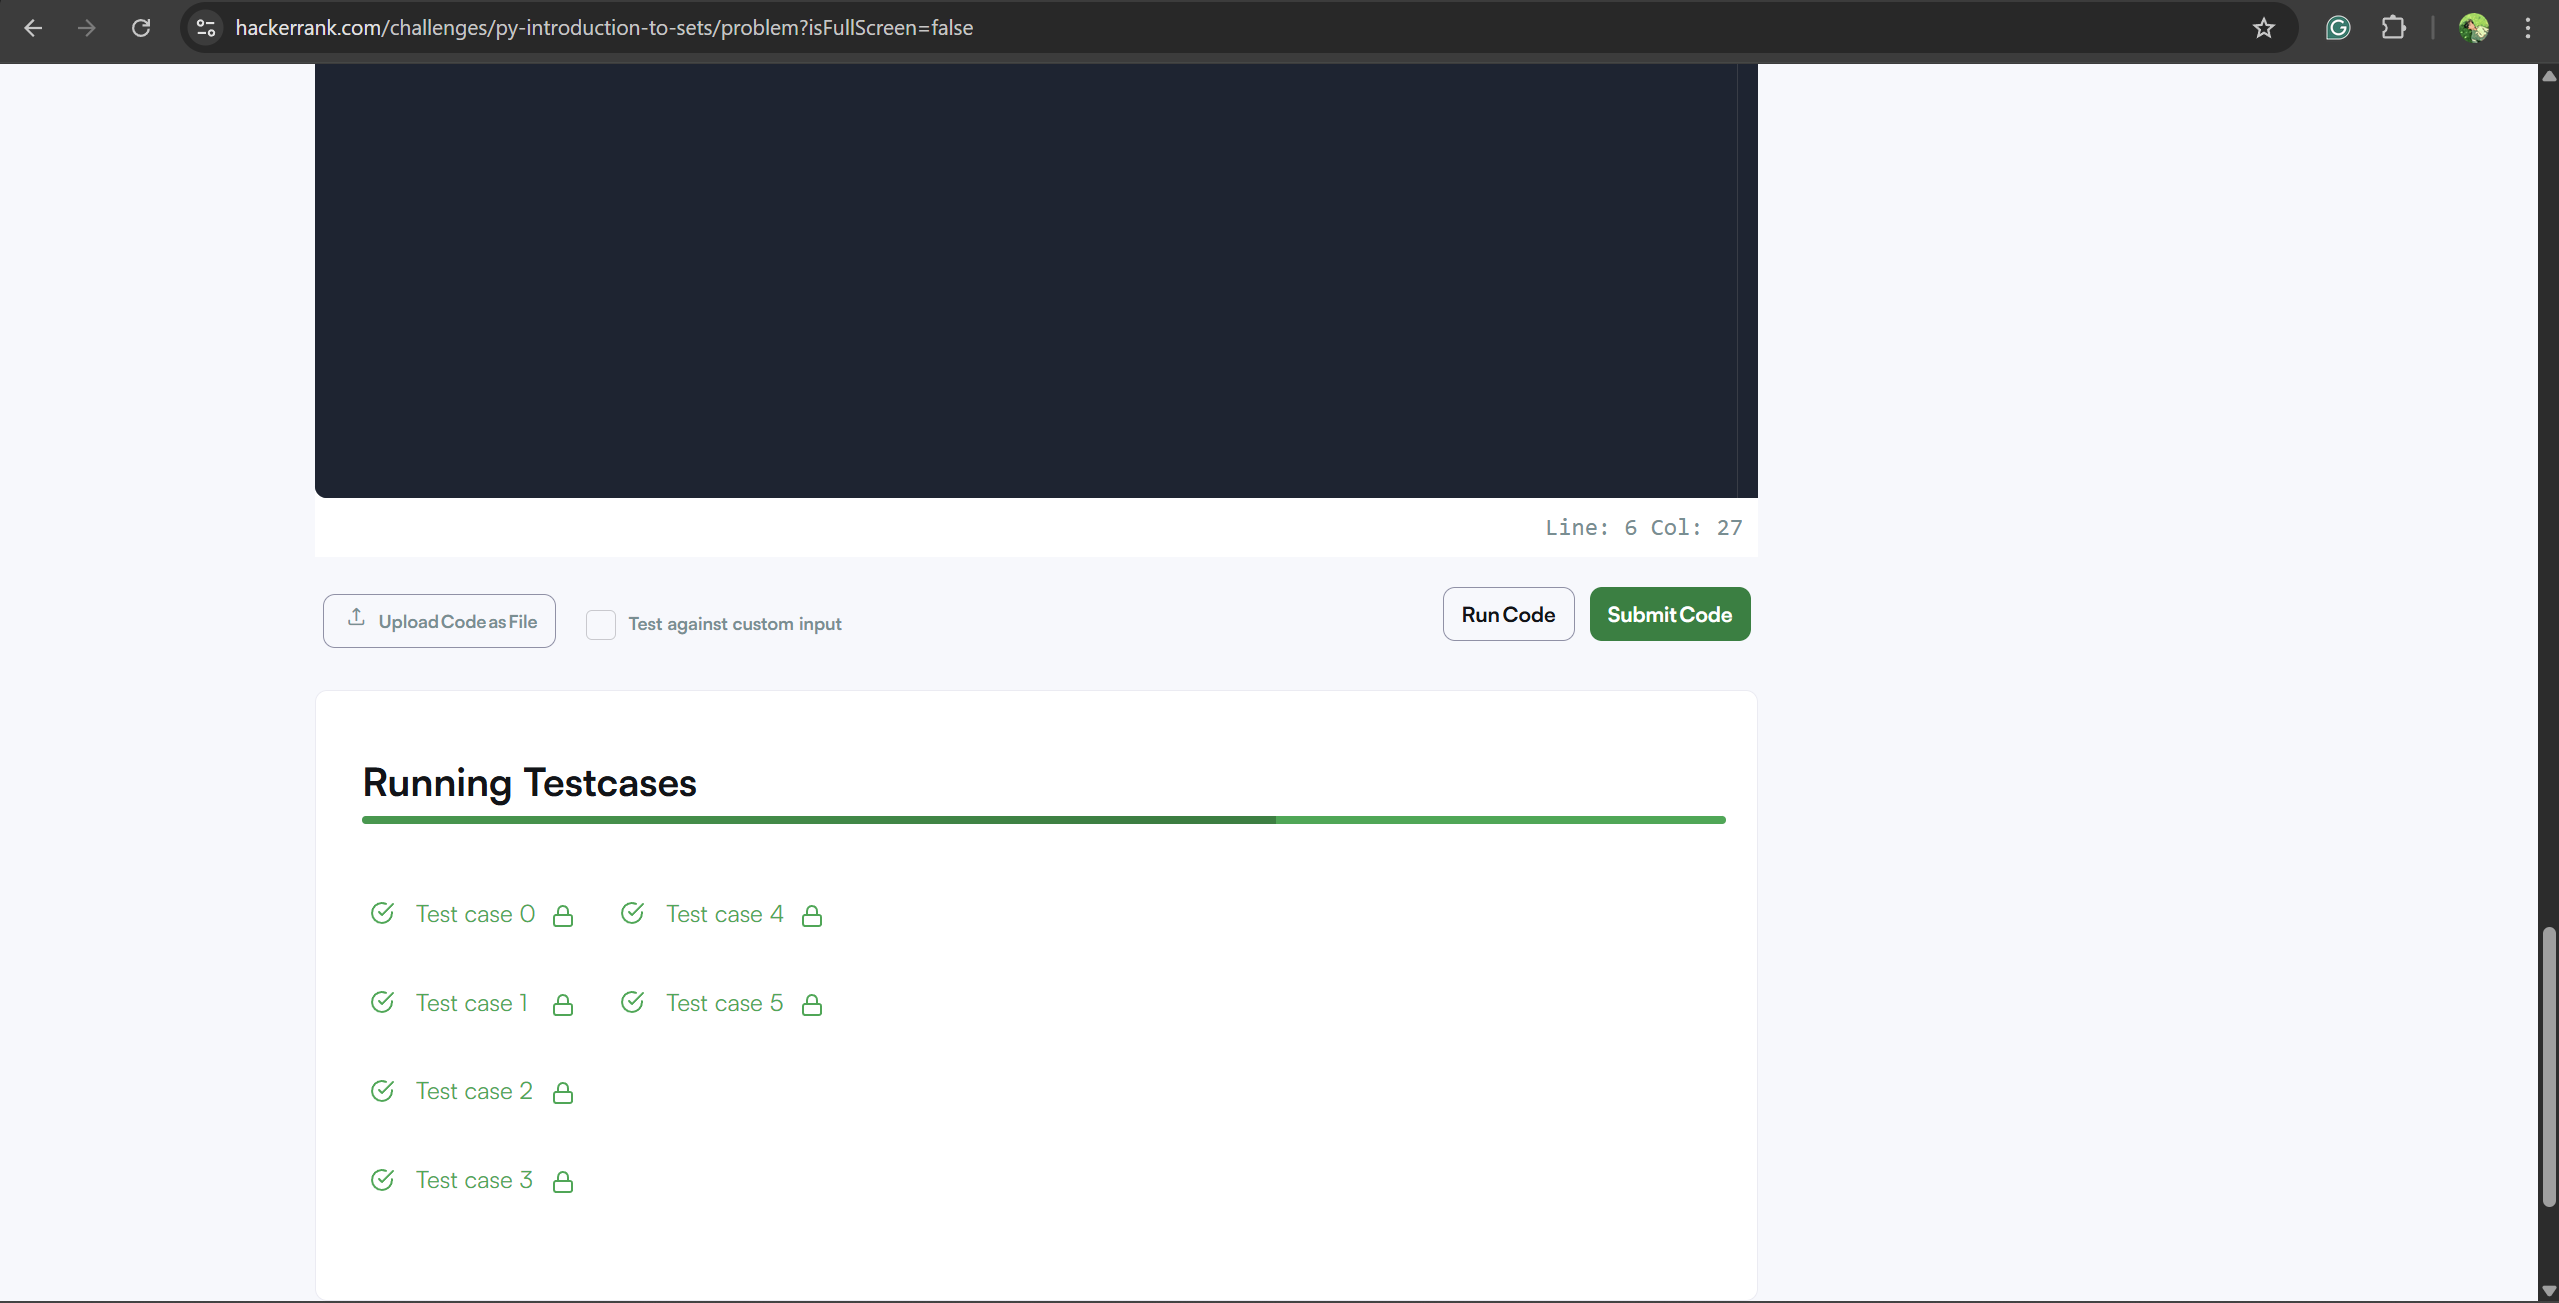 hackerrank.com/challenges/py-introduction-to-sets/problem?isFullScreen=false
Line: 6 Col: 27
Upload Code as File
Test against custom input
Run Code
Submit Code
Running Testcases
Test case 0
Test case 4
Test case 1
Test case 5
Test case 2
Test case 3